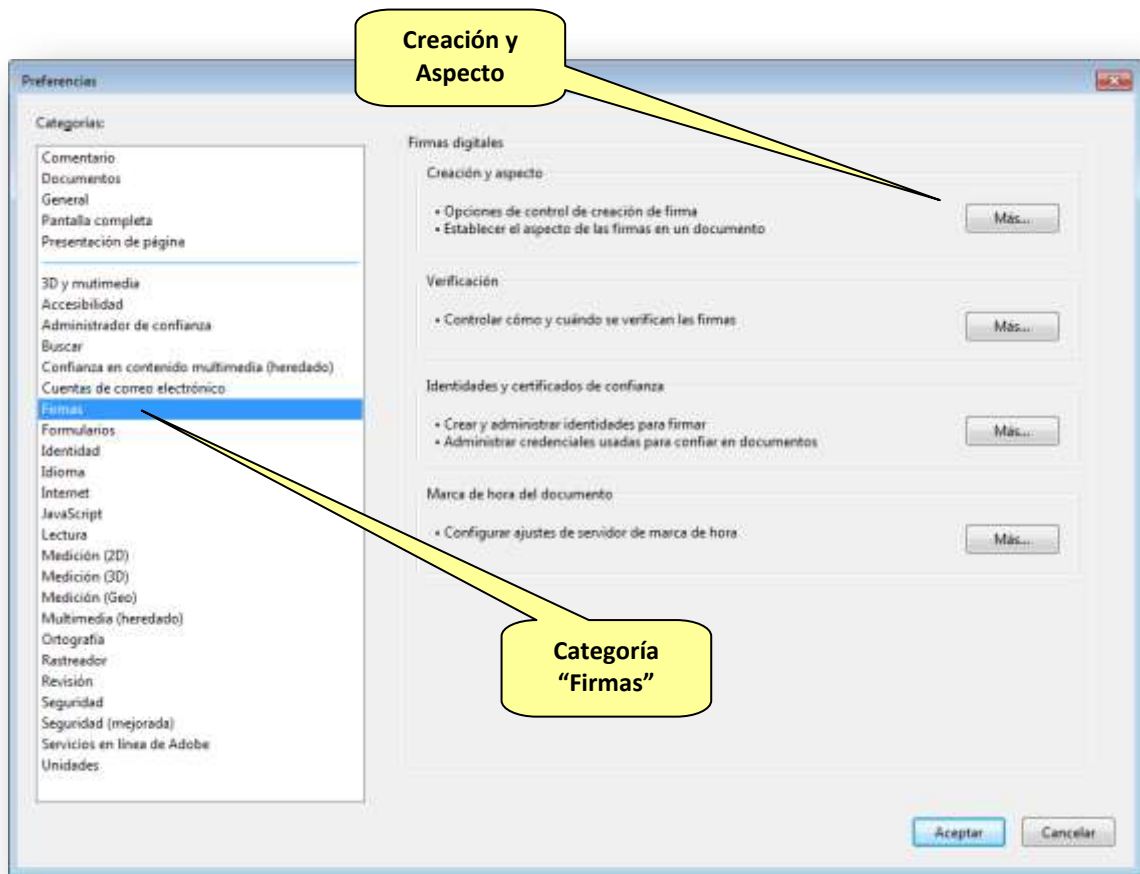 Creación y
Aspecto
Preferencias
Categorías:
Comentario
Documentos
General
Pantalla completa
Presentación de página
3D y mutimedia
Accesibilidad
Administrador de confianza
Buscar
Confianza en contenido multimedia (heredado)
Cuentas de correo electrónico
Firmas
Formularios
Identidad
Idioma
Internet
JavaScript
Lectura
Medición (2D)
Medición (3D)
Medición (Geo)
Multimedia (heredado)
Ortografía
Rastreador
Revisión
Seguridad
Seguridad (mejorada)
Servicios en línea de Adobe
Unidades
Firmas digitales
Creación y aspecto
• Opciones de control de creación de firma
• Establecer el aspecto de las firmas en un documento
Más...
Verificación
• Controlar cómo y cuándo se verifican las firmas
Más...
Identidades y certificados de confianza
• Crear y administrar identidades para firmar
• Administrar credenciales usadas para confiar en documentos
Más...
Marca de hora del documento
• Configurar ajustes de servidor de marca de hora
Más...
Categoría
“Firmas”
Aceptar
Cancelar